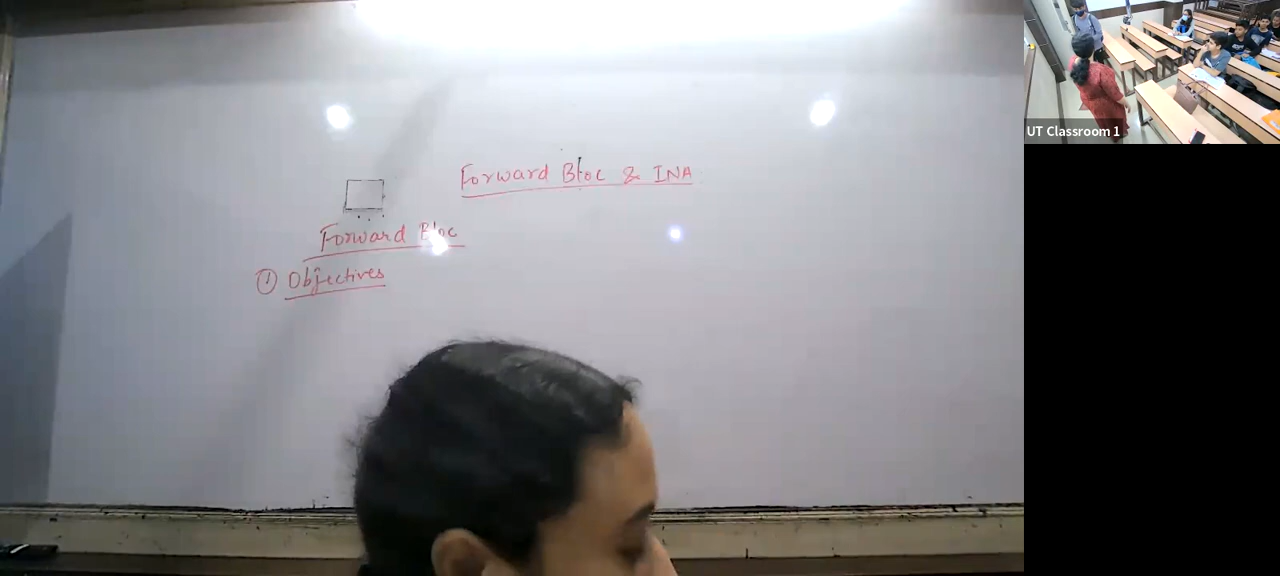 Forward Bloc & INA
Forward Bloc
① Objectives
UT Classroom 1